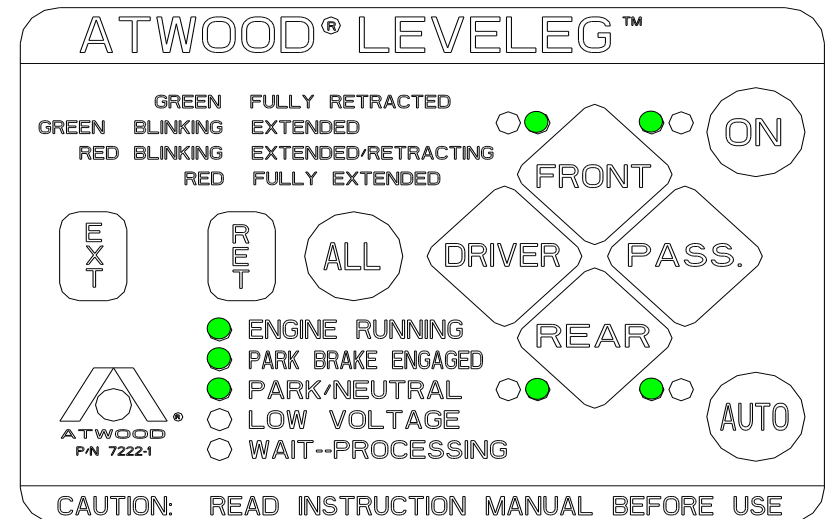 ATWOOD® LEVELEG™
GREEN FULLY RETRACTED
GREEN BLINKING EXTENDED
RED BLINKING EXTENDED/RETRACTING
RED FULLY EXTENDED
ON
FRONT
EXT
RET
ALL
DRIVER
PASS.
REAR
ENGINE RUNNING
PARK BRAKE ENGAGED
PARK/NEUTRAL
LOW VOLTAGE
WAIT--PROCESSING
AUTO
ATWOOD®
P/N 7222-1
CAUTION: READ INSTRUCTION MANUAL BEFORE USE